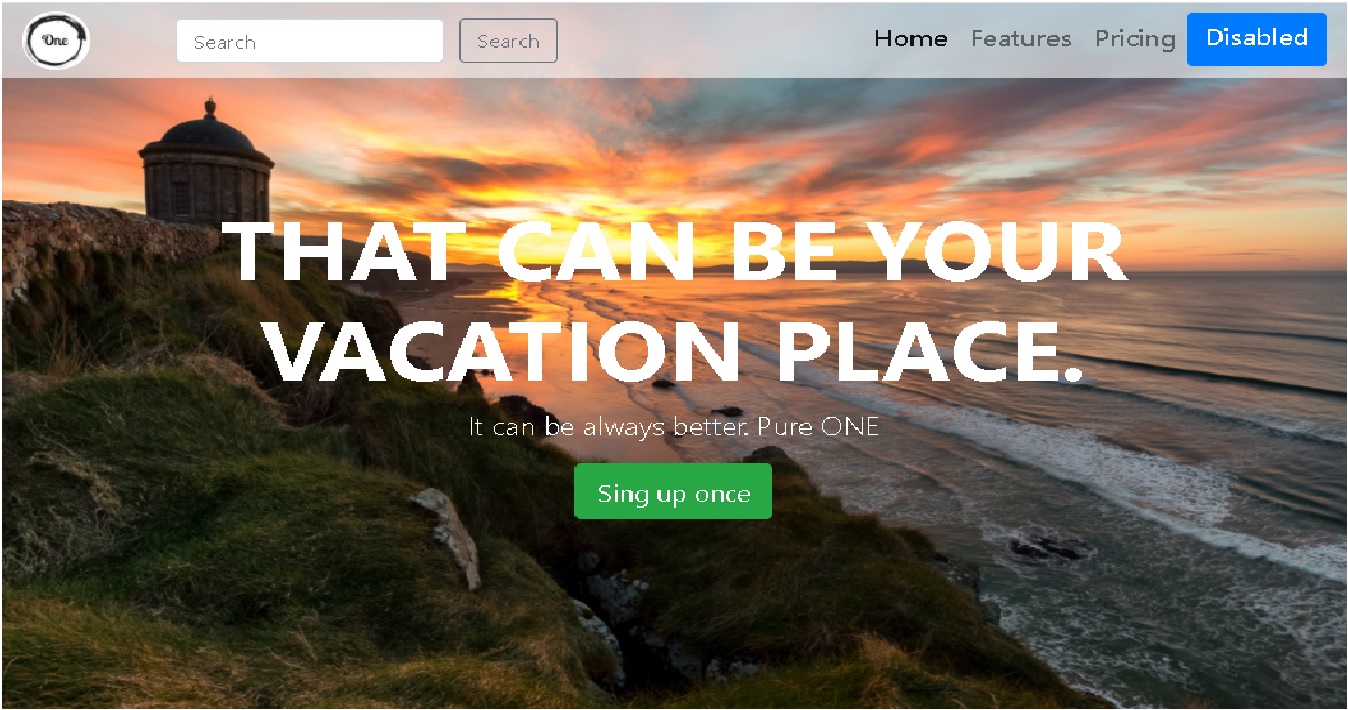 One
Search
Search
Home
Features
Pricing
Disabled
THAT CAN BE YOUR
VACATION PLACE.
It can be always better. Pure ONE
Sing up once